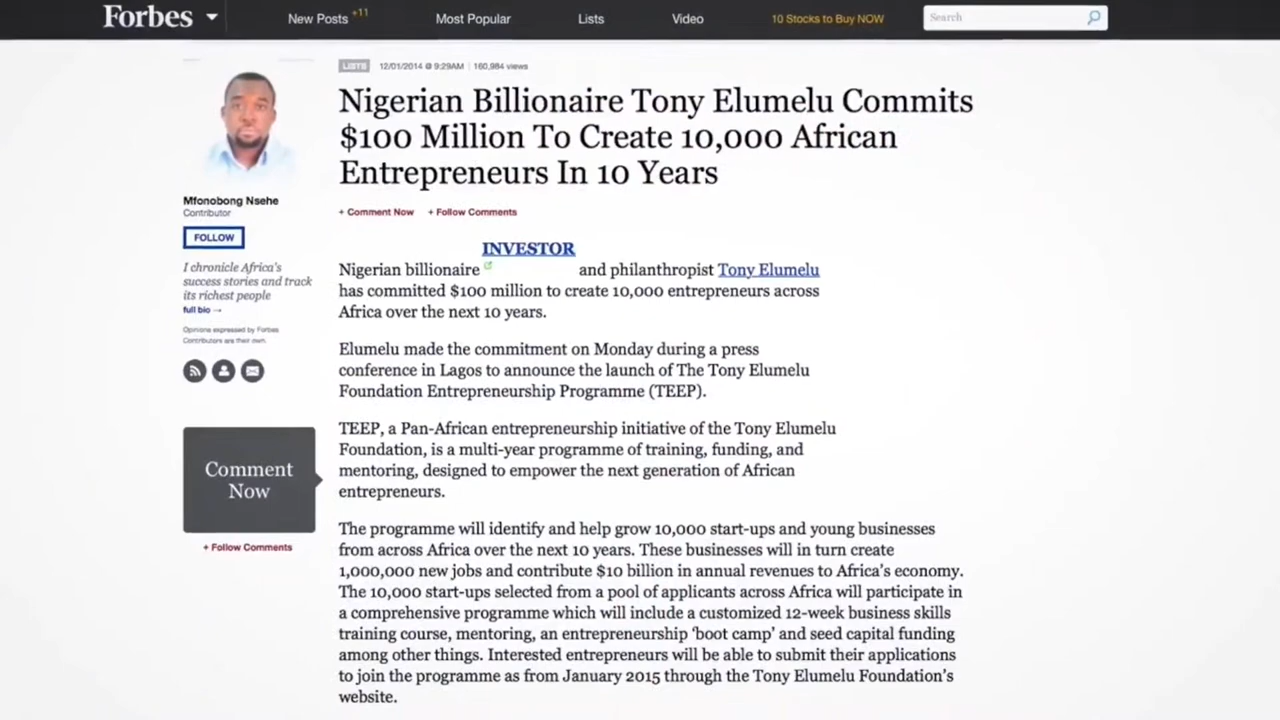 Forbes
New Posts +11
Most Popular
Lists
Video
10 Stocks to Buy NOW
Search
LISTS 12/01/2014 @ 9:29AM | 160,984 views
Nigerian Billionaire Tony Elumelu Commits
$100 Million To Create 10,000 African
Entrepreneurs In 10 Years
+ Comment Now + Follow Comments
Mfonobong Nsehe
Contributor
FOLLOW
I chronicle Africa's
success stories and track
its richest people
full bio →
Opinions expressed by Forbes
Contributors are their own.
Comment
Now
+ Follow Comments
INVESTOR
Nigerian billionaire and philanthropist Tony Elumelu
has committed $100 million to create 10,000 entrepreneurs across
Africa over the next 10 years.
Elumelu made the commitment on Monday during a press
conference in Lagos to announce the launch of The Tony Elumelu
Foundation Entrepreneurship Programme (TEEP).
TEEP, a Pan-African entrepreneurship initiative of the Tony Elumelu
Foundation, is a multi-year programme of training, funding, and
mentoring, designed to empower the next generation of African
entrepreneurs.
The programme will identify and help grow 10,000 start-ups and young businesses
from across Africa over the next 10 years. These businesses will in turn create
1,000,000 new jobs and contribute $10 billion in annual revenues to Africa's economy.
The 10,000 start-ups selected from a pool of applicants across Africa will participate in
a comprehensive programme which will include a customized 12-week business skills
training course, mentoring, an entrepreneurship 'boot camp' and seed capital funding
among other things. Interested entrepreneurs will be able to submit their applications
to join the programme as from January 2015 through the Tony Elumelu Foundation's
website.